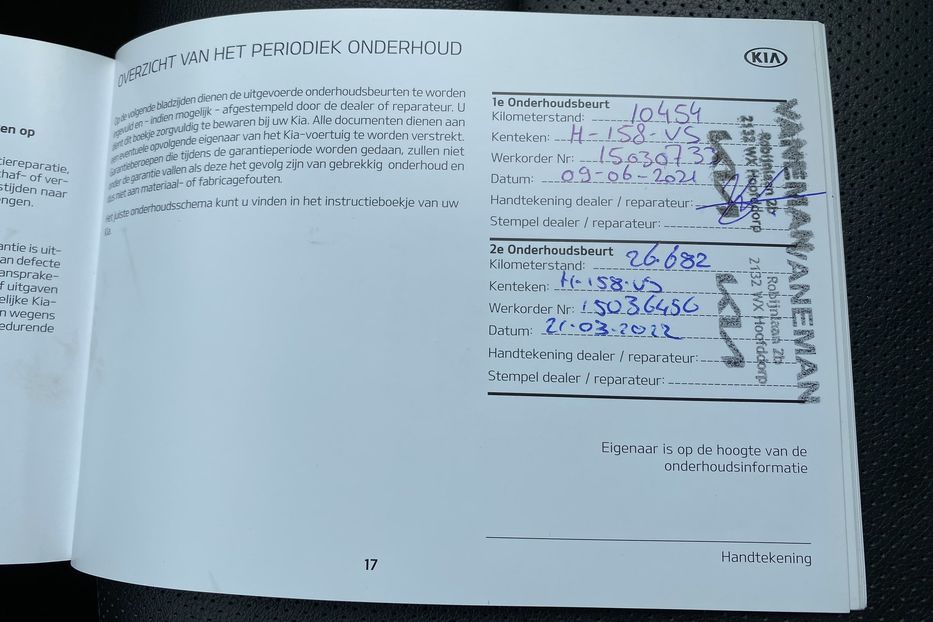 en op
tiereparatie,
chaf- of ver-
stijden naar
engen.
antie is uit-
an defecte
ansprake-
f uitgaven
elijke Kia-
n wegens
edurende
OVERZICHT VAN HET PERIODIEK ONDERHOUD
Op de volgende bladzijden dienen de uitgevoerde onderhoudsbeurten te worden
ingevuld en - indien mogelijk - afgestempeld door de dealer of reparateur. U
dient dit boekje zorgvuldig te bewaren bij uw Kia. Alle documenten dienen aan
een eventuele opvolgende eigenaar van het Kia-voertuig te worden verstrekt.
Garantieberoepen die tijdens de garantieperiode worden gedaan, zullen niet
onder de garantie vallen als deze het gevolg zijn van gebrekkig onderhoud en
dus niet aan materiaal- of fabricagefouten.
Het juiste onderhoudsschema kunt u vinden in het instructieboekje van uw
Kia.
17
KIA
1e Onderhoudsbeurt
Kilometerstand: 10454
Kenteken: H-158-VS
Werkorder Nr: 15030733
Datum: 09-06-2021
Handtekening dealer / reparateur:
Stempel dealer / reparateur:
VANEMAN
Robijnlaan 2b
2132 WX Hoofddorp
KIA
2e Onderhoudsbeurt
Kilometerstand: 26.682
Kenteken: H-158-VS
Werkorder Nr: 15036456
Datum: 21-03-2022
Handtekening dealer / reparateur:
Stempel dealer / reparateur:
VANEMAN
Robijnlaan 2b
2132 WX Hoofddorp
KIA
Eigenaar is op de hoogte van de
onderhoudsinformatie
Handtekening